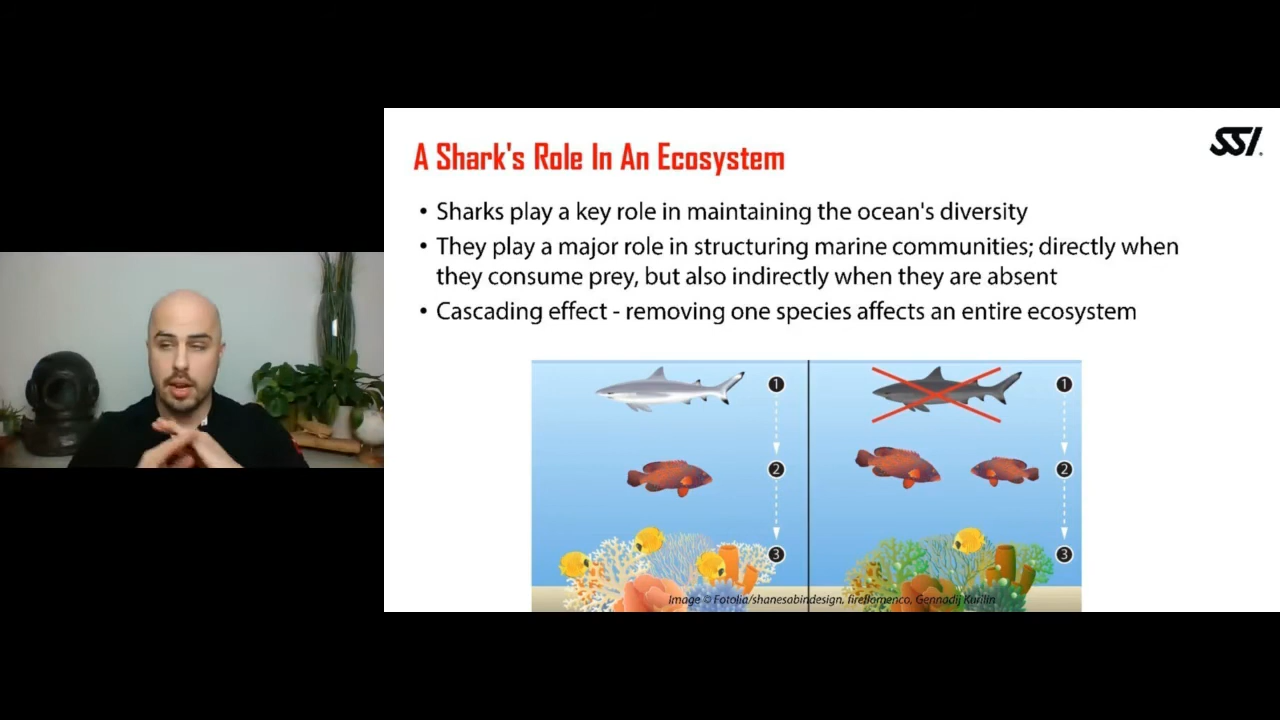 A Shark's Role In An Ecosystem
SSI
• Sharks play a key role in maintaining the ocean's diversity
• They play a major role in structuring marine communities; directly when
they consume prey, but also indirectly when they are absent
• Cascading effect - removing one species affects an entire ecosystem
1 1
2 2
3 3
Image © Fotolia/shanesabindesign, fireflomenco, Gennadij Kurilin